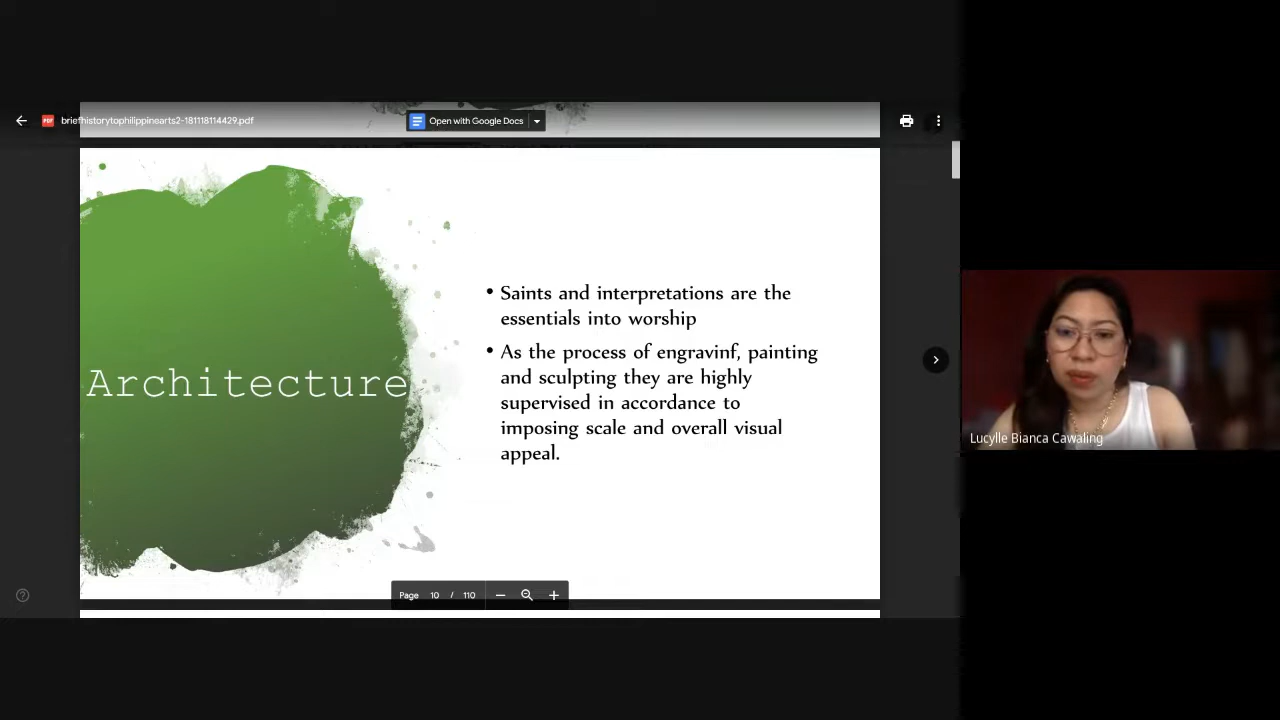 briefhistorytophilippinearts2-181118114429.pdf
Open with Google Docs
Architecture
• Saints and interpretations are the
essentials into worship
• As the process of engravinf, painting
and sculpting they are highly
supervised in accordance to
imposing scale and overall visual
appeal.
Page 10 / 110
Lucylle Bianca Cawaling